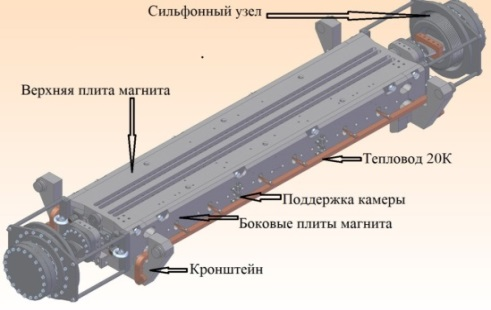 Сильфонный узел
Верхняя плита магнита
Тепловод 20К
Поддержка камеры
Боковые плиты магнита
Кронштейн